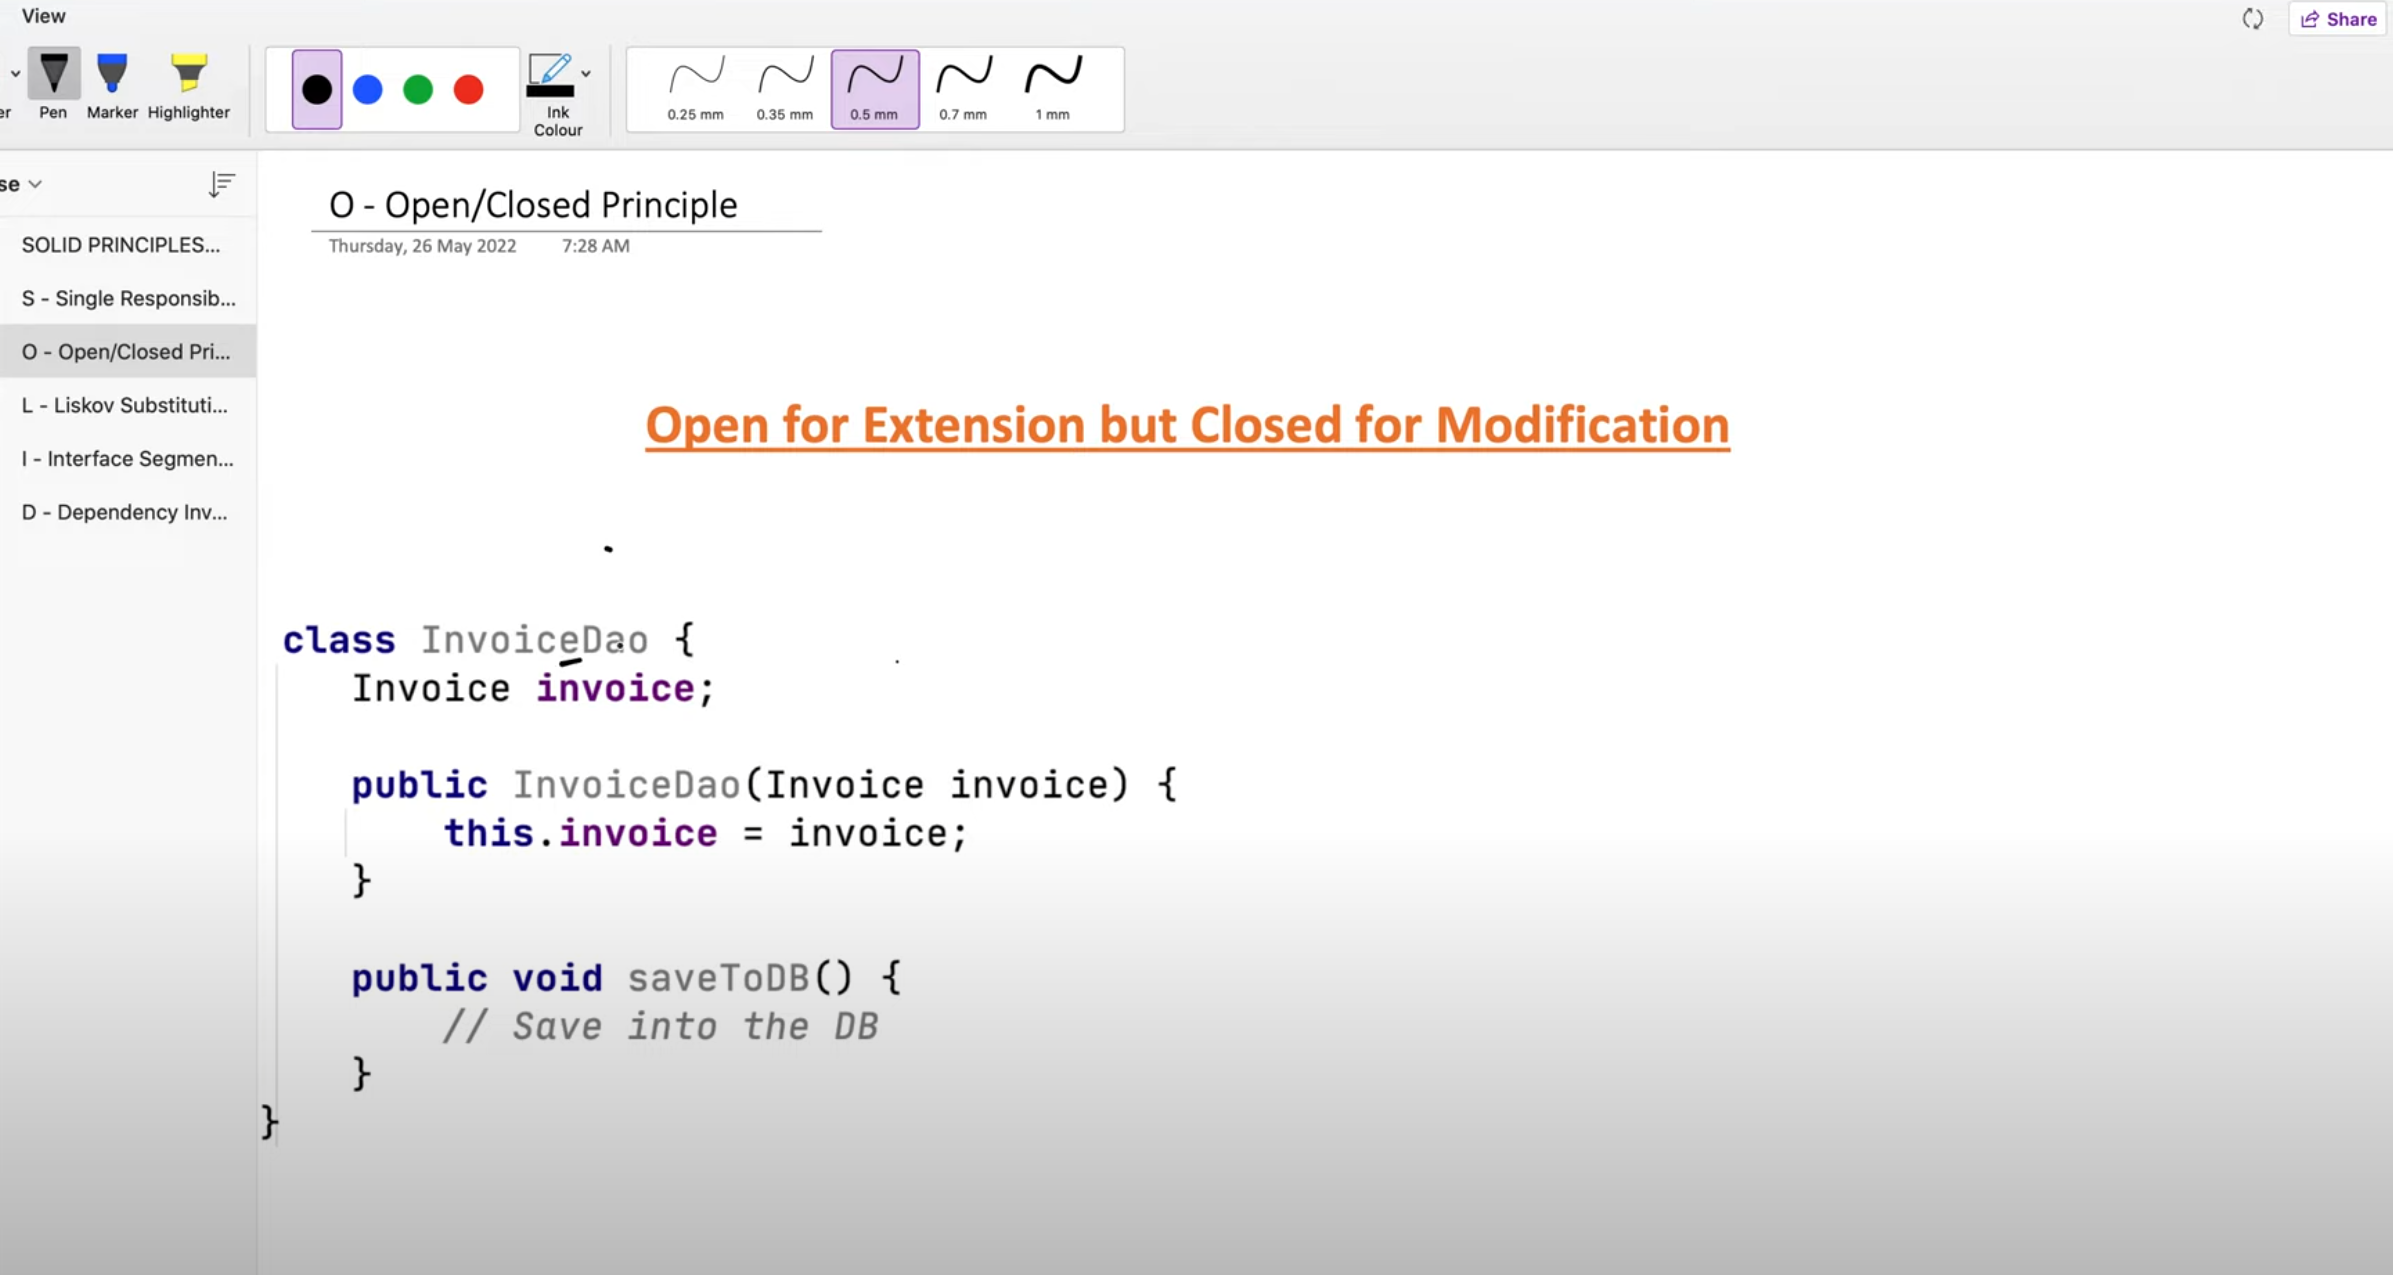 View
Share
er Pen Marker Highlighter
Ink
Colour
0.25 mm 0.35 mm 0.5 mm 0.7 mm 1 mm
se
SOLID PRINCIPLES...
S - Single Responsib...
O - Open/Closed Pri...
L - Liskov Substituti...
I - Interface Segmen...
D - Dependency Inv...
O - Open/Closed Principle
Thursday, 26 May 2022 7:28 AM
Open for Extension but Closed for Modification
class InvoiceDao {
Invoice invoice;
public InvoiceDao(Invoice invoice) {
this.invoice = invoice;
}
public void saveToDB() {
// Save into the DB
}
}